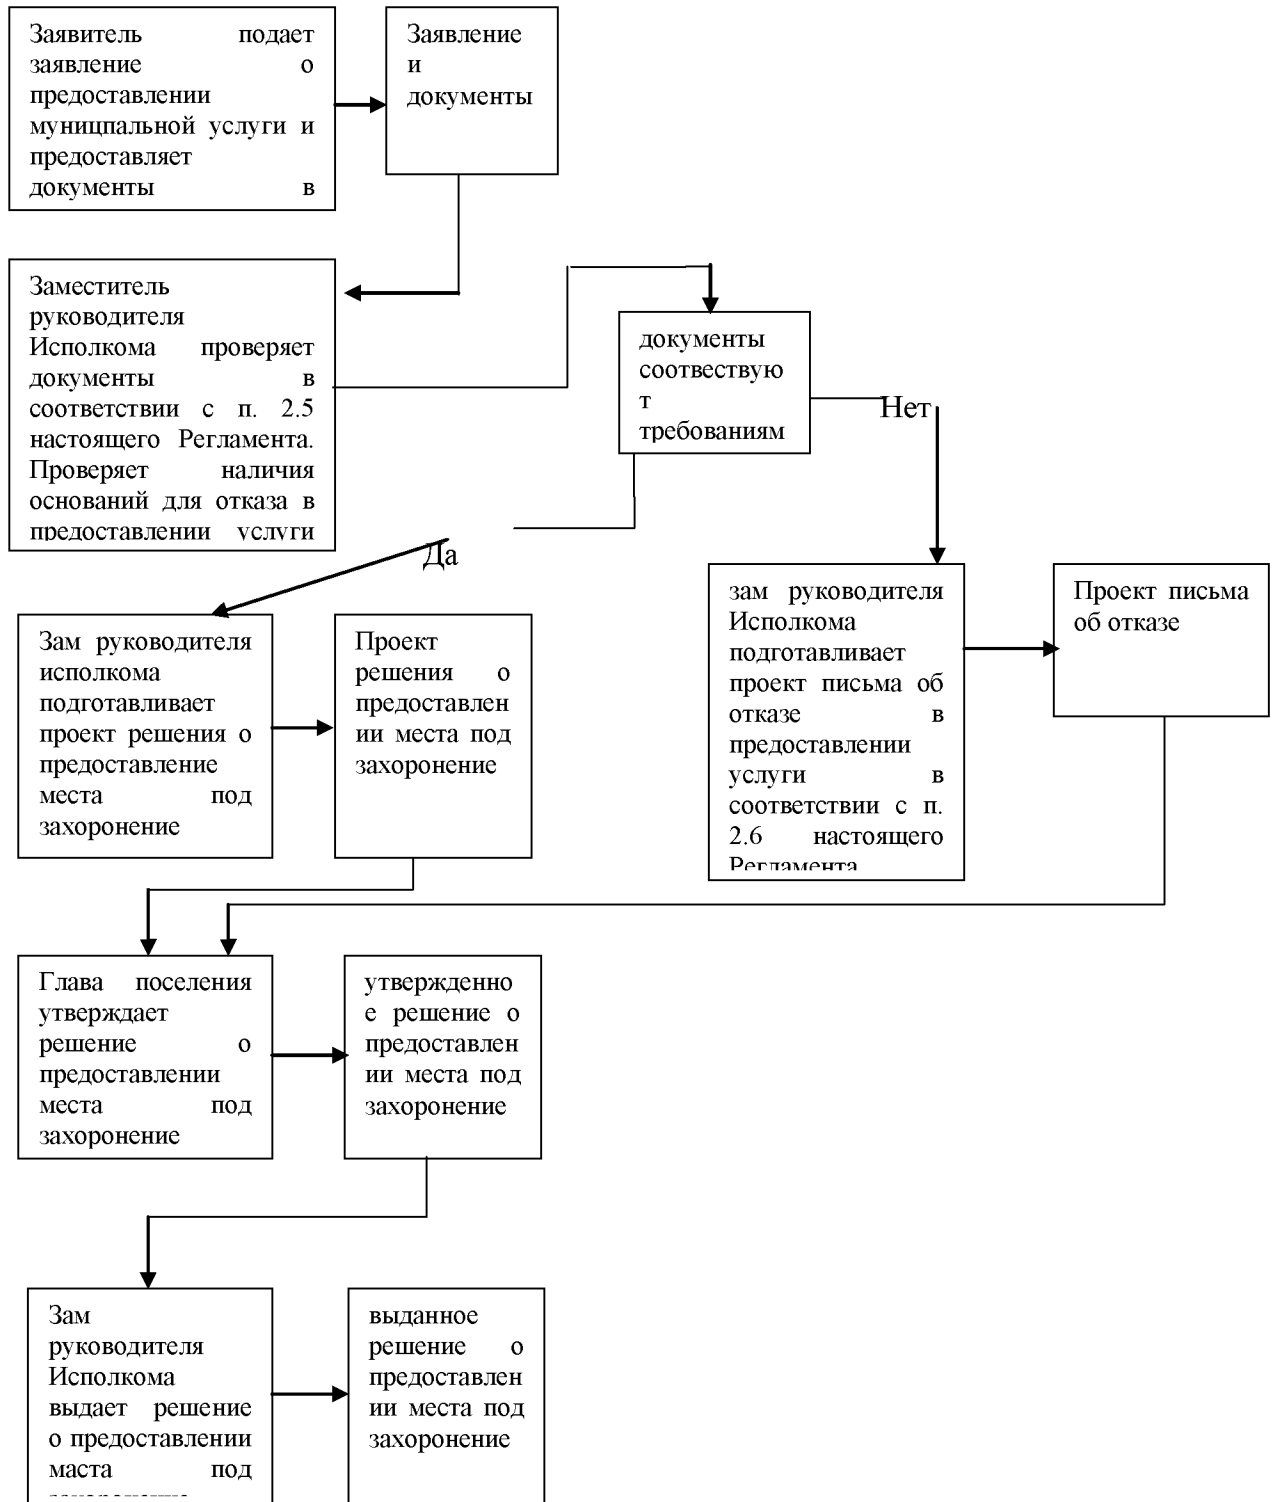 Заявитель подает
заявление о
предоставлении
муницпальной услуги и
предоставляет
документы в
Заявление
и
документы
Заместитель
руководителя
Исполкома проверяет
документы в
соответствии с п. 2.5
настоящего Регламента.
Проверяет наличия
оснований для отказа в
предоставлении услуги
документы
соотвествую
т
требованиям
Нет
Да
Зам руководителя
исполкома
подготавливает
проект решения о
предоставление
места под
захоронение
Проект
решения о
предоставлен
ии места под
захоронение
зам руководителя
Исполкома
подготавливает
проект письма об
отказе в
предоставлении
услуги в
соответствии с п.
2.6 настоящего
Регламента
Проект письма
об отказе
Глава поселения
утверждает
решение о
предоставлении
места под
захоронение
утвержденно
е решение о
предоставлен
ии места под
захоронение
Зам
руководителя
Исполкома
выдает решение
о предоставлении
маста под
выданное
решение о
предоставлен
ии места под
захоронение